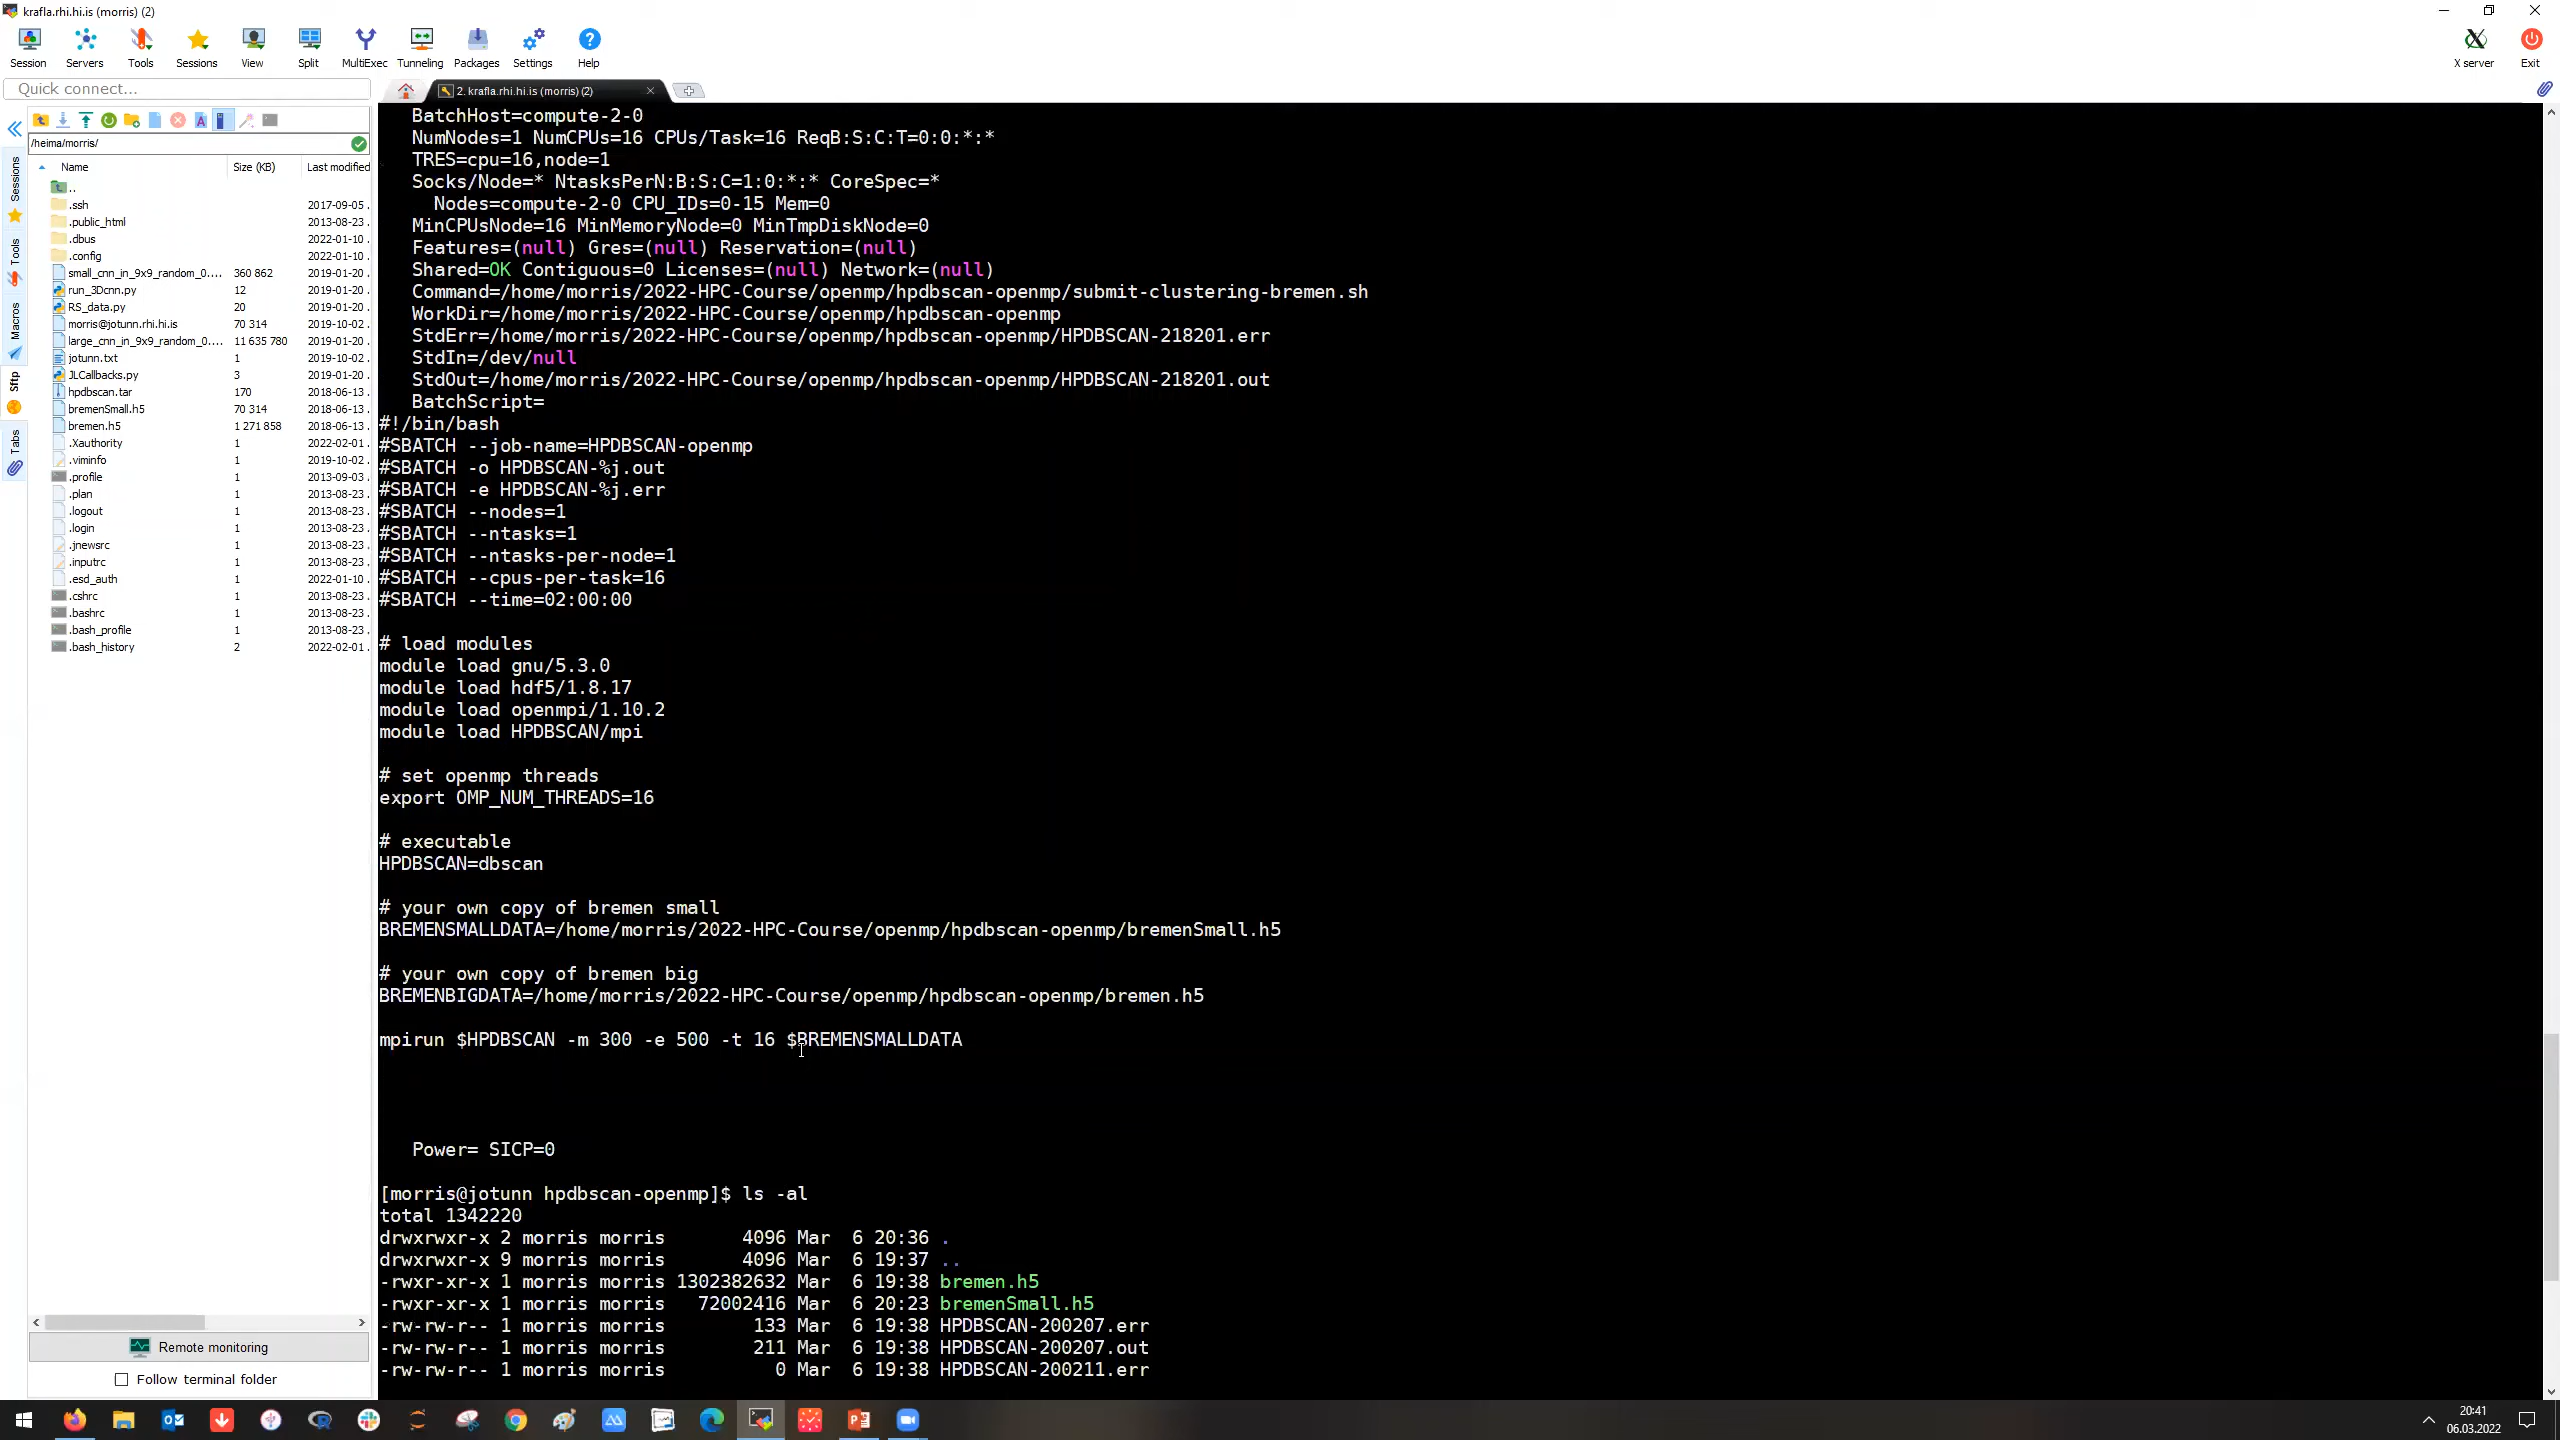 krafla.rhi.hi.is (morris) (2)
Session Servers Tools Sessions View Split MultiExec Tunneling Packages Settings Help X server Exit
Quick connect...
2. krafla.rhi.hi.is (morris) (2)
/heima/morris/
Name Size (KB) Last modified
..
.ssh 2017-09-05 .
.public_html 2013-08-23 .
.dbus 2022-01-10 .
.config 2022-01-10 .
small_cnn_in_9x9_random_0.... 360 862 2019-01-20 .
run_3Dcnn.py 12 2019-01-20 .
RS_data.py 20 2019-01-20 .
morris@jotunn.rhi.hi.is 70 314 2019-10-02 .
large_cnn_in_9x9_random_0.... 11 635 780 2019-01-20 .
jotunn.txt 1 2019-10-02 .
JLCallbacks.py 3 2019-01-20 .
hpdbscan.tar 170 2018-06-13 .
bremenSmall.h5 70 314 2018-06-13 .
bremen.h5 1 271 858 2018-06-13 .
.Xauthority 1 2022-02-01 .
.viminfo 1 2019-10-02 .
.profile 1 2013-09-03 .
.plan 1 2013-08-23 .
.logout 1 2013-08-23 .
.login 1 2013-08-23 .
.jnewsrc 1 2013-08-23 .
.inputrc 1 2013-08-23 .
.esd_auth 1 2022-01-10 .
.cshrc 1 2013-08-23 .
.bashrc 1 2013-08-23 .
.bash_profile 1 2013-08-23 .
.bash_history 2 2022-02-01 .
Sessions
Tools
Macros
Sftp
Tabs
Remote monitoring
Follow terminal folder
BatchHost=compute-2-0
NumNodes=1 NumCPUs=16 CPUs/Task=16 ReqB:S:C:T=0:0:*:*
TRES=cpu=16,node=1
Socks/Node=* NtasksPerN:B:S:C=1:0:*:* CoreSpec=*
Nodes=compute-2-0 CPU_IDs=0-15 Mem=0
MinCPUsNode=16 MinMemoryNode=0 MinTmpDiskNode=0
Features=(null) Gres=(null) Reservation=(null)
Shared=OK Contiguous=0 Licenses=(null) Network=(null)
Command=/home/morris/2022-HPC-Course/openmp/hpdbscan-openmp/submit-clustering-bremen.sh
WorkDir=/home/morris/2022-HPC-Course/openmp/hpdbscan-openmp
StdErr=/home/morris/2022-HPC-Course/openmp/hpdbscan-openmp/HPDBSCAN-218201.err
StdIn=/dev/null
StdOut=/home/morris/2022-HPC-Course/openmp/hpdbscan-openmp/HPDBSCAN-218201.out
BatchScript=
#!/bin/bash
#SBATCH --job-name=HPDBSCAN-openmp
#SBATCH -o HPDBSCAN-%j.out
#SBATCH -e HPDBSCAN-%j.err
#SBATCH --nodes=1
#SBATCH --ntasks=1
#SBATCH --ntasks-per-node=1
#SBATCH --cpus-per-task=16
#SBATCH --time=02:00:00
# load modules
module load gnu/5.3.0
module load hdf5/1.8.17
module load openmpi/1.10.2
module load HPDBSCAN/mpi
# set openmp threads
export OMP_NUM_THREADS=16
# executable
HPDBSCAN=dbscan
# your own copy of bremen small
BREMENSMALLDATA=/home/morris/2022-HPC-Course/openmp/hpdbscan-openmp/bremenSmall.h5
# your own copy of bremen big
BREMENBIGDATA=/home/morris/2022-HPC-Course/openmp/hpdbscan-openmp/bremen.h5
mpirun $HPDBSCAN -m 300 -e 500 -t 16 $BREMENSMALLDATA
Power= SICP=0
[morris@jotunn hpdbscan-openmp]$ ls -al
total 1342220
drwxrwxr-x 2 morris morris 4096 Mar 6 20:36 .
drwxrwxr-x 9 morris morris 4096 Mar 6 19:37 ..
-rwxr-xr-x 1 morris morris 1302382632 Mar 6 19:38 bremen.h5
-rwxr-xr-x 1 morris morris 72002416 Mar 6 20:23 bremenSmall.h5
-rw-rw-r-- 1 morris morris 133 Mar 6 19:38 HPDBSCAN-200207.err
-rw-rw-r-- 1 morris morris 211 Mar 6 19:38 HPDBSCAN-200207.out
-rw-rw-r-- 1 morris morris 0 Mar 6 19:38 HPDBSCAN-200211.err
20:41
06.03.2022